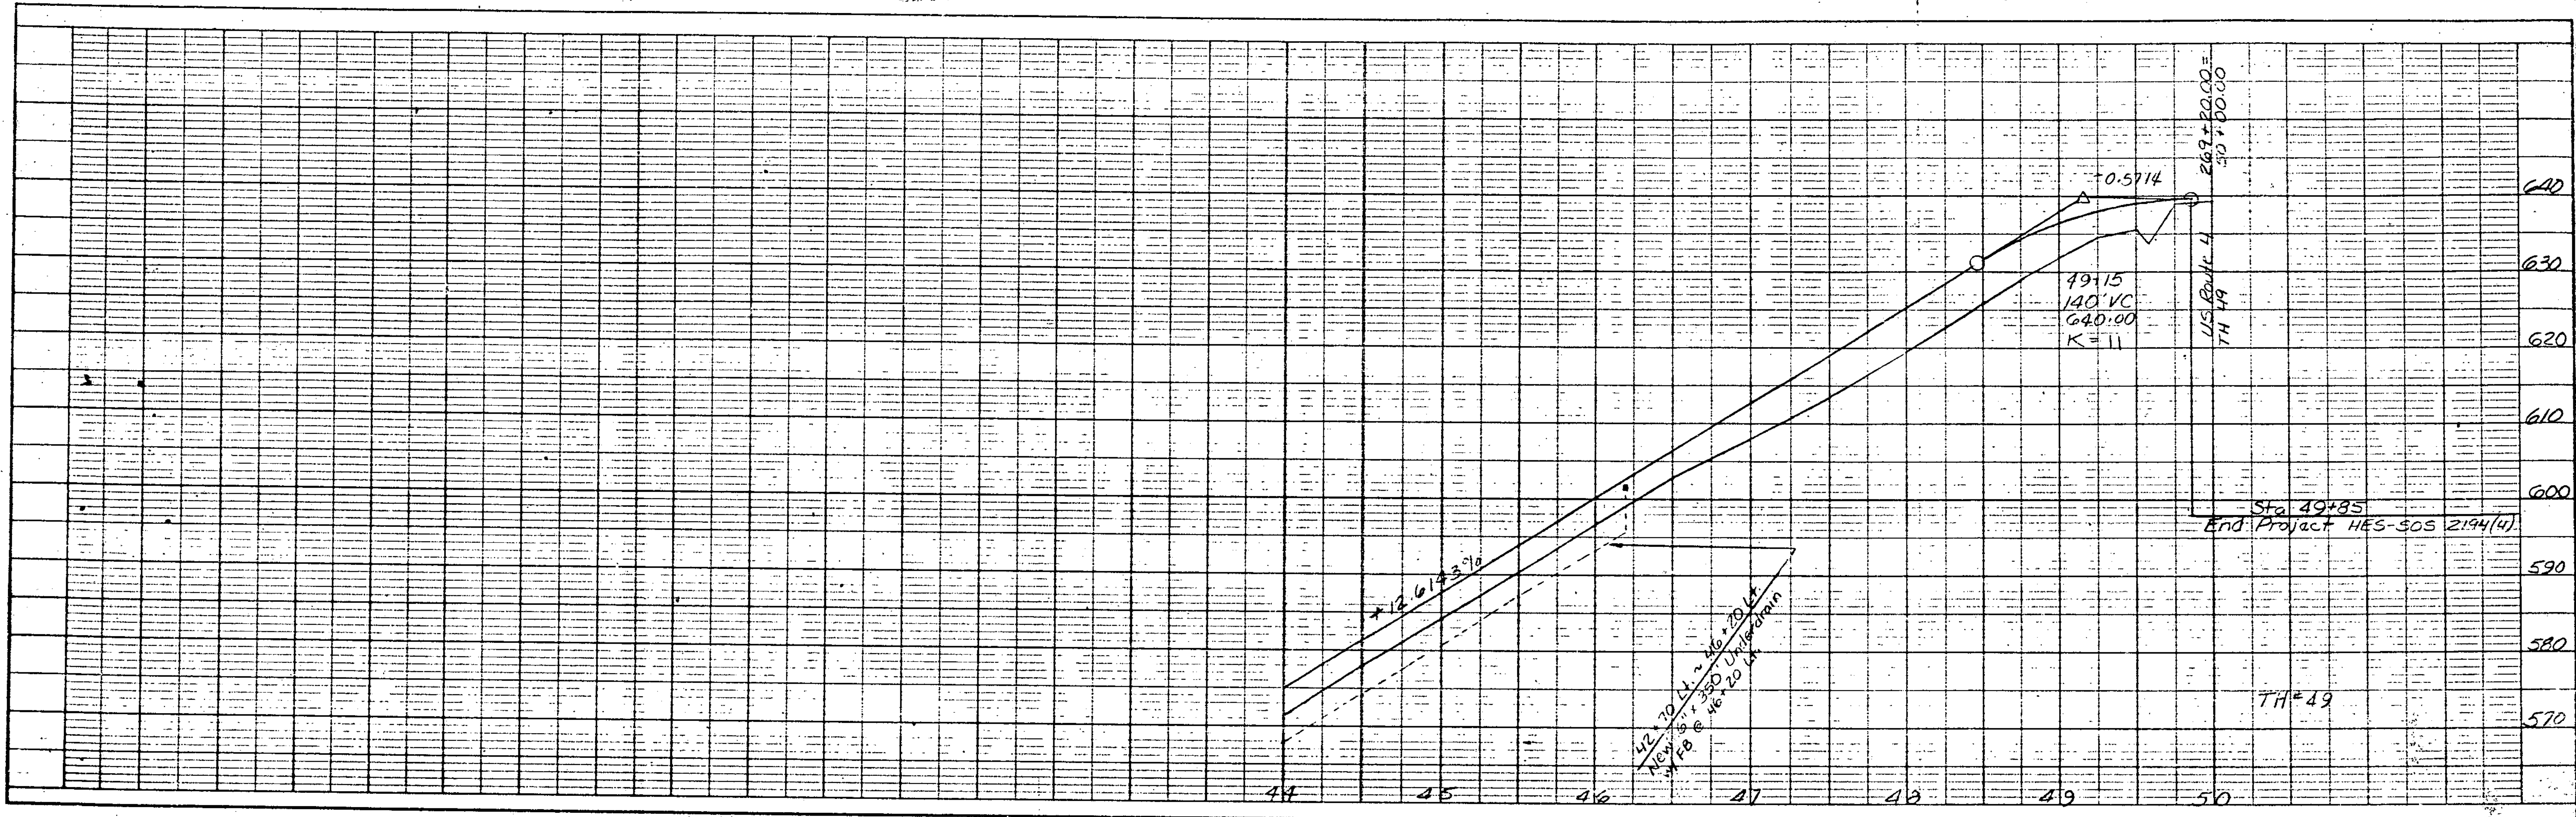 269+20.00 =
50+00.00
US Route 4
TH 49
-0.5714
49+15
140' VC
640.00
K = 11
640
630
620
610
600
590
580
570
Sta 49+85
End Project HES-SOS 2194(4)
+12.6143%
42+70 Lt. ~ 46+20 Lt.
New 6" x 350' Underdrain
w/ FB @ 46+20 Lt.
TH # 49
44 45 46 47 48 49 50